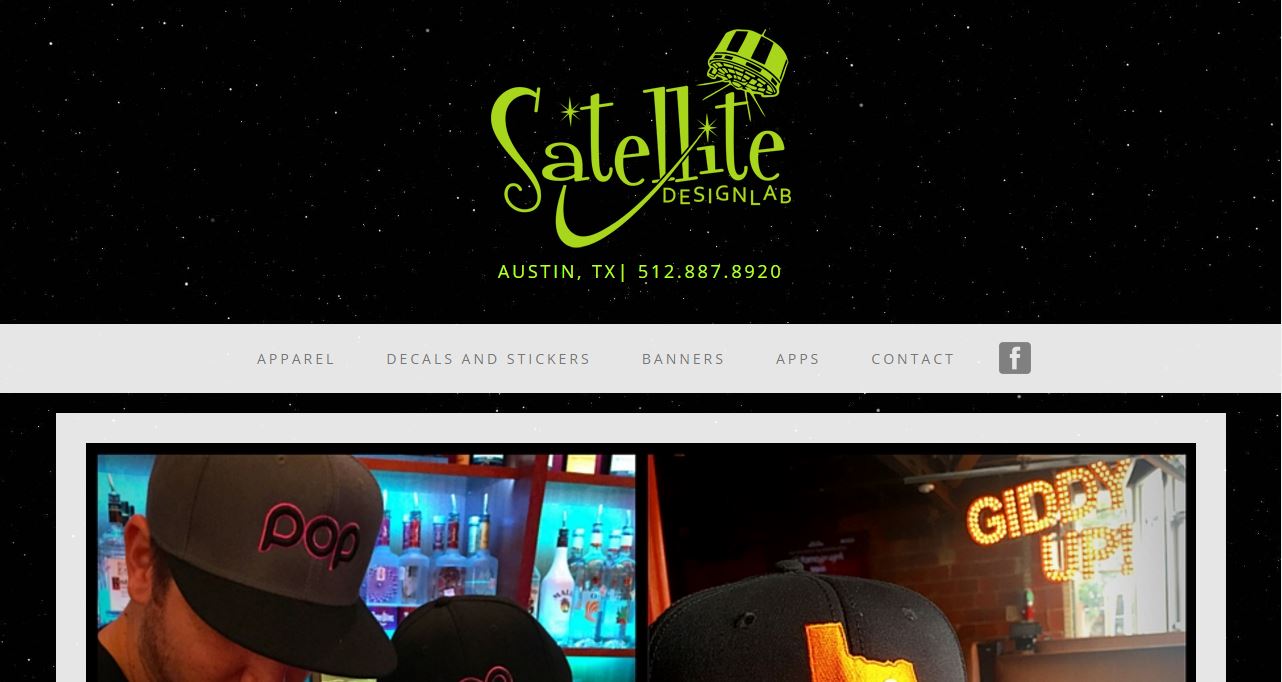 Satellite
DESIGNLAB
AUSTIN, TX| 512.887.8920
APPAREL DECALS AND STICKERS BANNERS APPS CONTACT f
GIDDY
UP!
pop